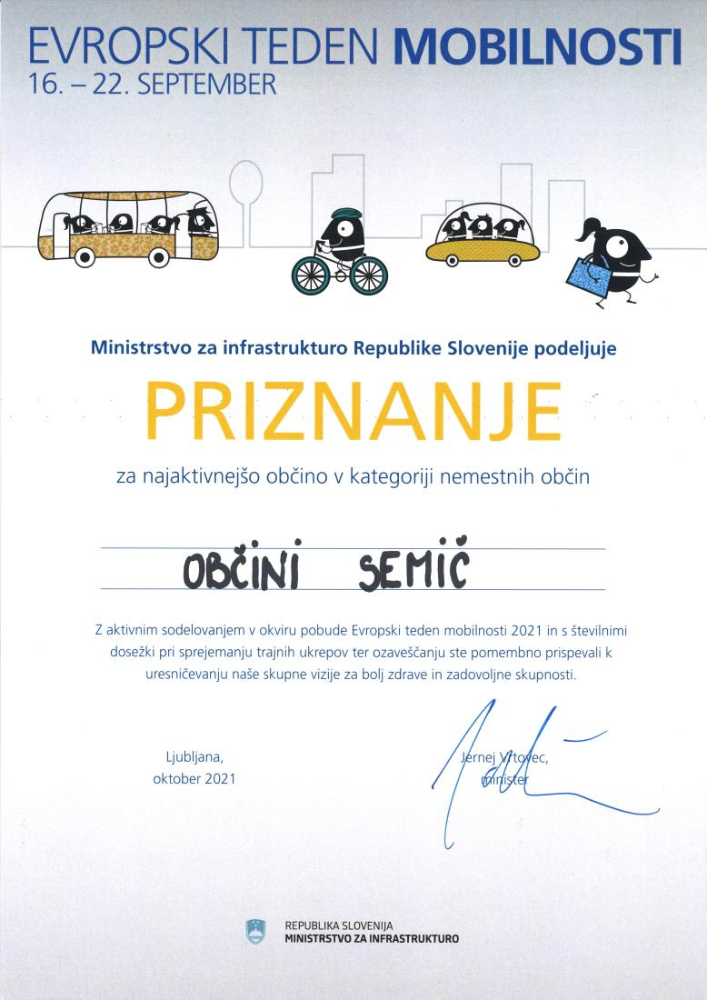 EVROPSKI TEDEN MOBILNOSTI
16. – 22. SEPTEMBER
Ministrstvo za infrastrukturo Republike Slovenije podeljuje
PRIZNANJE
za najaktivnejšo občino v kategoriji nemestnih občin
OBČINI SEMIČ
Z aktivnim sodelovanjem v okviru pobude Evropski teden mobilnosti 2021 in s številnimi
dosežki pri sprejemanju trajnih ukrepov ter ozaveščanju ste pomembno prispevali k
uresničevanju naše skupne vizije za bolj zdrave in zadovoljne skupnosti.
Ljubljana,
oktober 2021
Jernej Vrtovec,
minister
REPUBLIKA SLOVENIJA
MINISTRSTVO ZA INFRASTRUKTURO